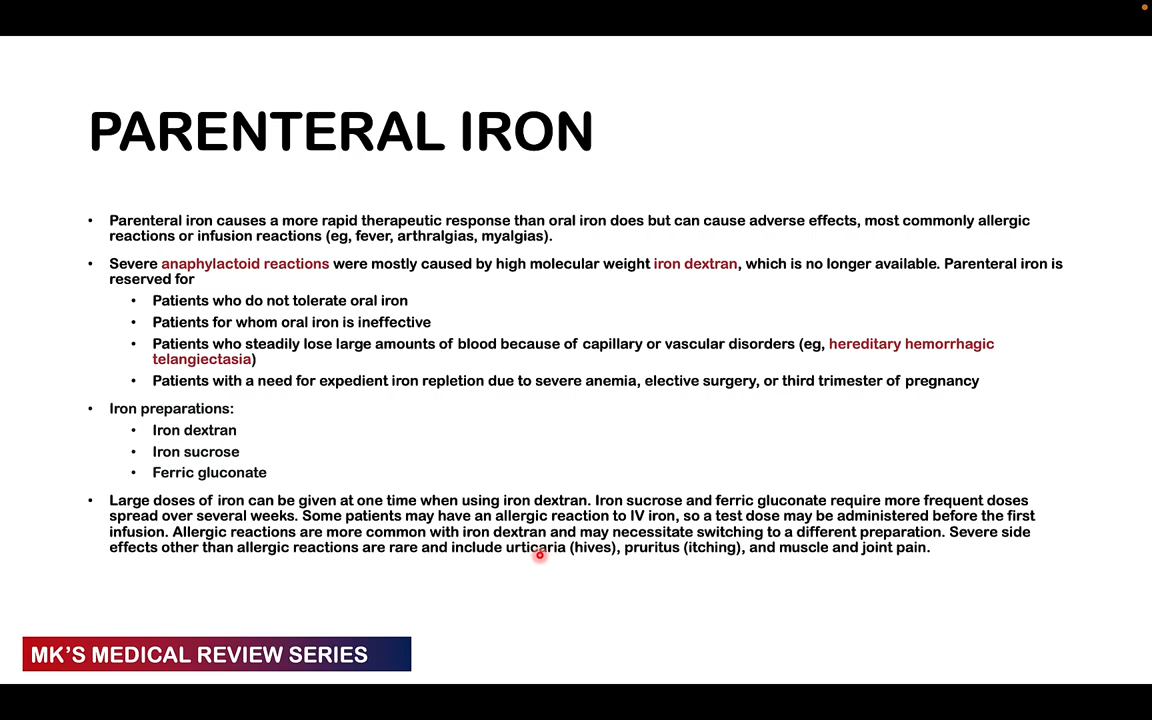 PARENTERAL IRON
• Parenteral iron causes a more rapid therapeutic response than oral iron does but can cause adverse effects, most commonly allergic
reactions or infusion reactions (eg, fever, arthralgias, myalgias).
• Severe anaphylactoid reactions were mostly caused by high molecular weight iron dextran, which is no longer available. Parenteral iron is
reserved for
• Patients who do not tolerate oral iron
• Patients for whom oral iron is ineffective
• Patients who steadily lose large amounts of blood because of capillary or vascular disorders (eg, hereditary hemorrhagic
telangiectasia)
• Patients with a need for expedient iron repletion due to severe anemia, elective surgery, or third trimester of pregnancy
• Iron preparations:
• Iron dextran
• Iron sucrose
• Ferric gluconate
• Large doses of iron can be given at one time when using iron dextran. Iron sucrose and ferric gluconate require more frequent doses
spread over several weeks. Some patients may have an allergic reaction to IV iron, so a test dose may be administered before the first
infusion. Allergic reactions are more common with iron dextran and may necessitate switching to a different preparation. Severe side
effects other than allergic reactions are rare and include urticaria (hives), pruritus (itching), and muscle and joint pain.
MK'S MEDICAL REVIEW SERIES